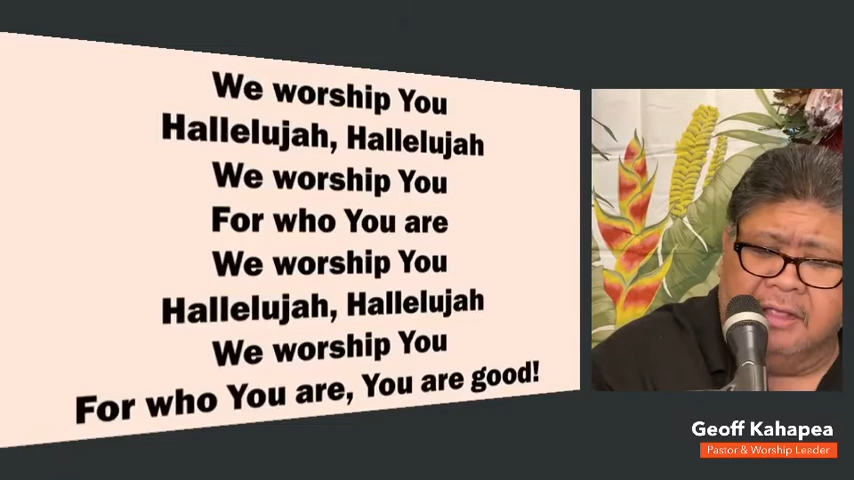 We worship You
Hallelujah, Hallelujah
We worship You
For who You are
We worship You
Hallelujah, Hallelujah
We worship You
For who You are, You are good!
Geoff Kahapea
Pastor & Worship Leader